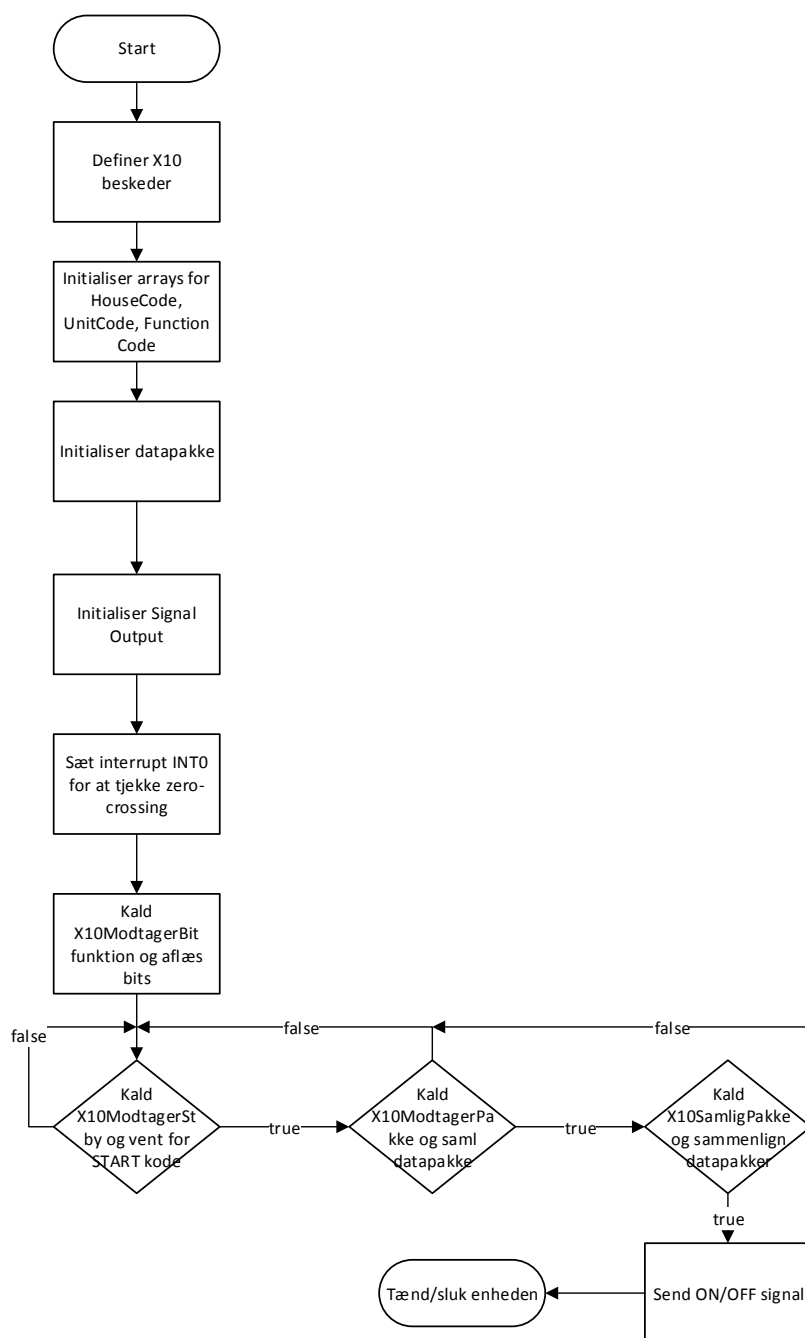 Start
Definer X10
beskeder
Initialiser arrays for
HouseCode,
UnitCode, Function
Code
Initialiser datapakke
Initialiser Signal
Output
Sæt interrupt INT0
for at tjekke zero-
crossing
Kald
X10ModtagerBit
funktion og aflæs
bits
false
false
false
Kald
X10ModtagerSt
by og vent for
START kode
true
Kald
X10ModtagerPa
kke og saml
datapakke
true
Kald
X10SamligPakke
og sammenlign
datapakker
true
Send ON/OFF signal
Tænd/sluk enheden